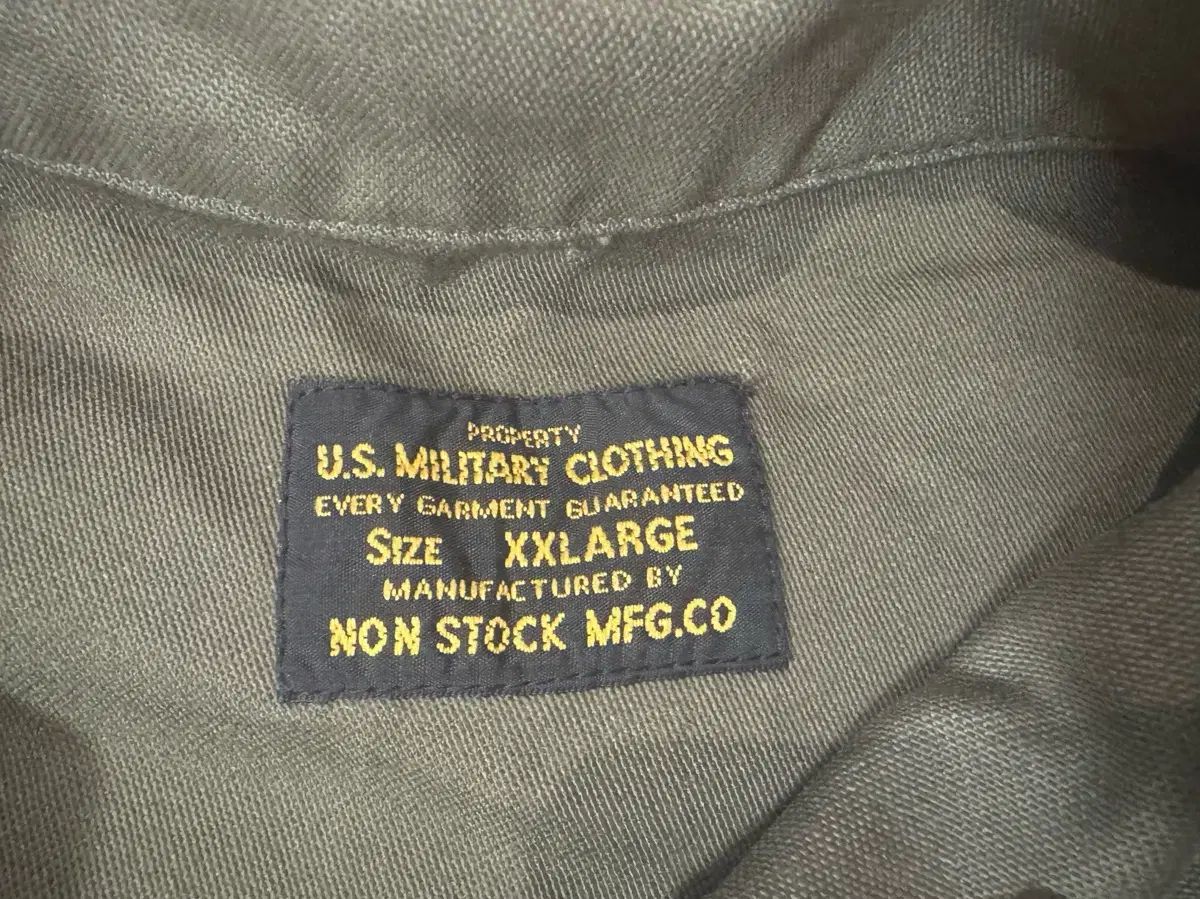 PROPERTY
U.S. MILITARY CLOTHING
EVERY GARMENT GUARANTEED
SIZE XXLARGE
MANUFACTURED BY
NON STOCK MFG.CO